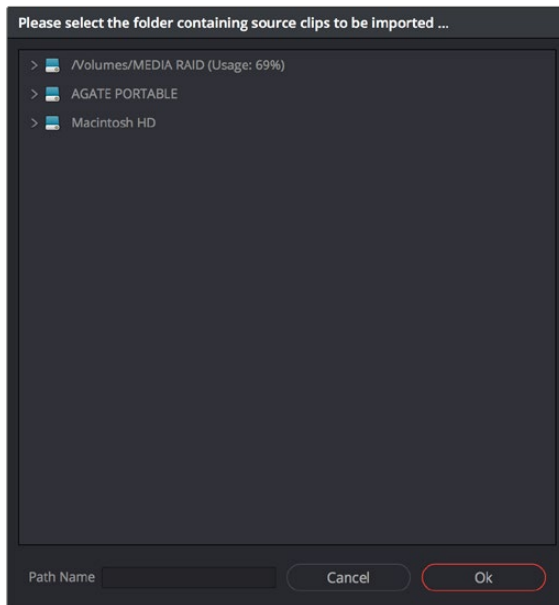 Please select the folder containing source clips to be imported ...
/Volumes/MEDIA RAID (Usage: 69%)
AGATE PORTABLE
Macintosh HD
Path Name
Cancel
Ok